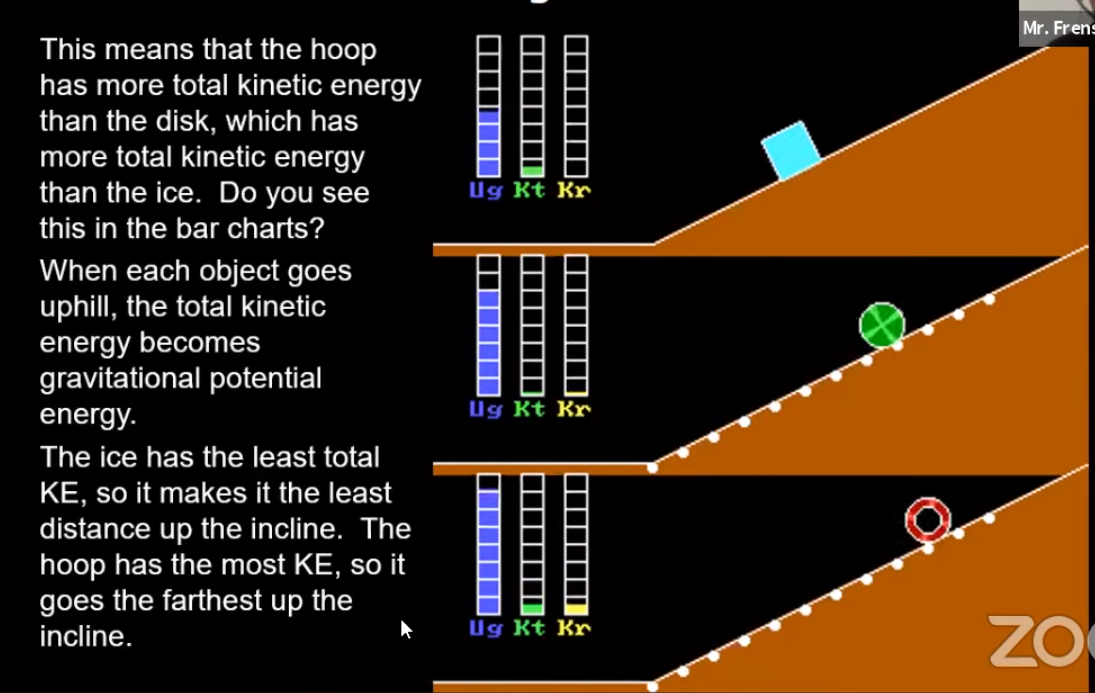 Mr. Frens
This means that the hoop
has more total kinetic energy
than the disk, which has
more total kinetic energy
than the ice. Do you see
this in the bar charts?
When each object goes
uphill, the total kinetic
energy becomes
gravitational potential
energy.
The ice has the least total
KE, so it makes it the least
distance up the incline. The
hoop has the most KE, so it
goes the farthest up the
incline.
Ug Kt Kr
Ug Kt Kr
Ug Kt Kr
ZO